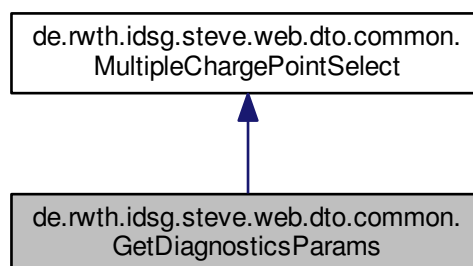 de.rwth.idsg.steve.web.dto.common.
MultipleChargePointSelect
de.rwth.idsg.steve.web.dto.common.
GetDiagnosticsParams